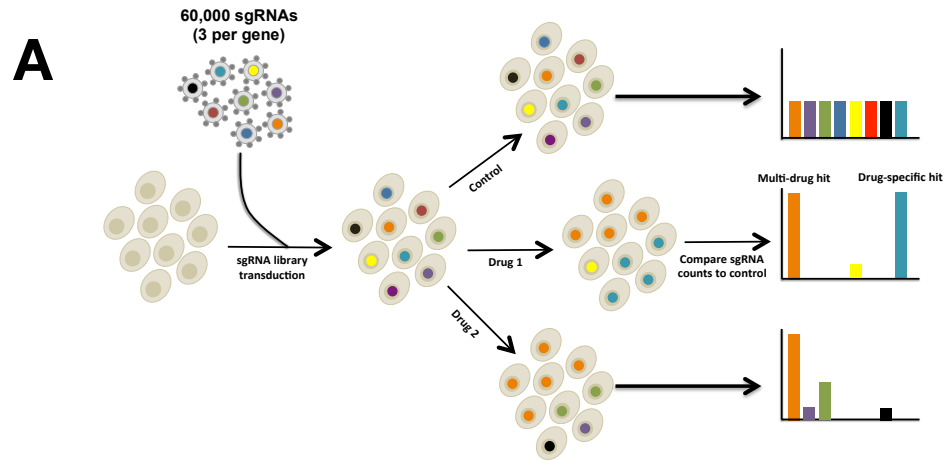 A
60,000 sgRNAs
(3 per gene)
sgRNA library
transduction
Control
Drug 1
Drug 2
Compare sgRNA
counts to control
Multi-drug hit
Drug-specific hit